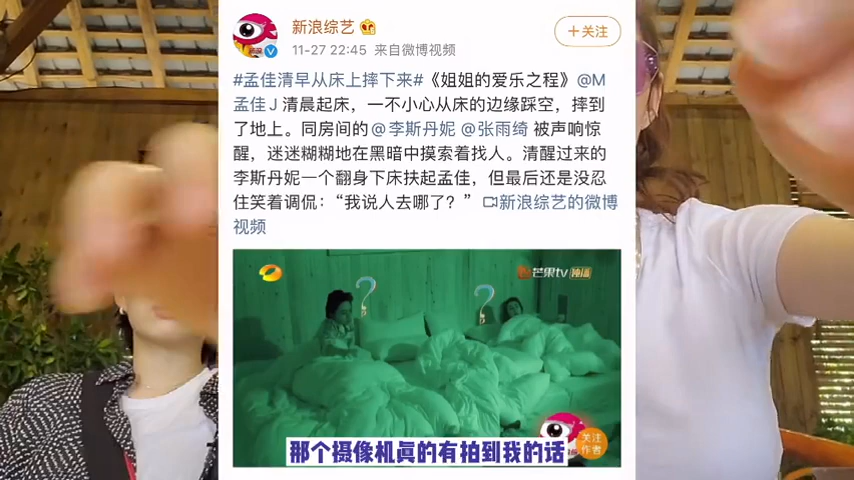 新浪综艺
11-27 22:45 来自微博视频
+关注
#孟佳清早从床上摔下来#《姐姐的爱乐之程》@M
孟佳J 清晨起床，一不小心从床的边缘踩空，摔到
了地上。同房间的@李斯丹妮 @张雨绮 被声响惊
醒，迷迷糊糊地在黑暗中摸索着找人。清醒过来的
李斯丹妮一个翻身下床扶起孟佳，但最后还是没忍
住笑着调侃：“我说人去哪了？” 新浪综艺的微博
视频
芒果tv 独播
? ?
关注
作者
那个摄像机真的有拍到我的话